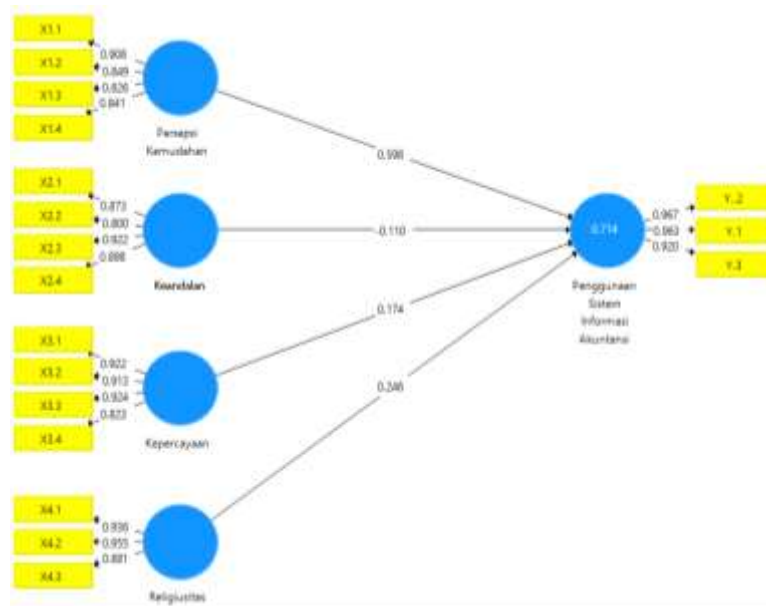 X1.1
X1.2
X1.3
X1.4
0.908
0.849
0.826
0.841
Persepsi
Kemudahan
X2.1
X2.2
X2.3
X2.4
0.873
0.800
0.922
0.898
Keandalan
X3.1
X3.2
X3.3
X3.4
0.922
0.913
0.924
0.823
Kepercayaan
X4.1
X4.2
X4.3
0.936
0.955
0.881
Religiusitas
0.598
-0.110
0.174
0.246
0.714
Penggunaan
Sistem
Informasi
Akuntansi
0.967
0.963
0.920
Y..2
Y.1
Y.3